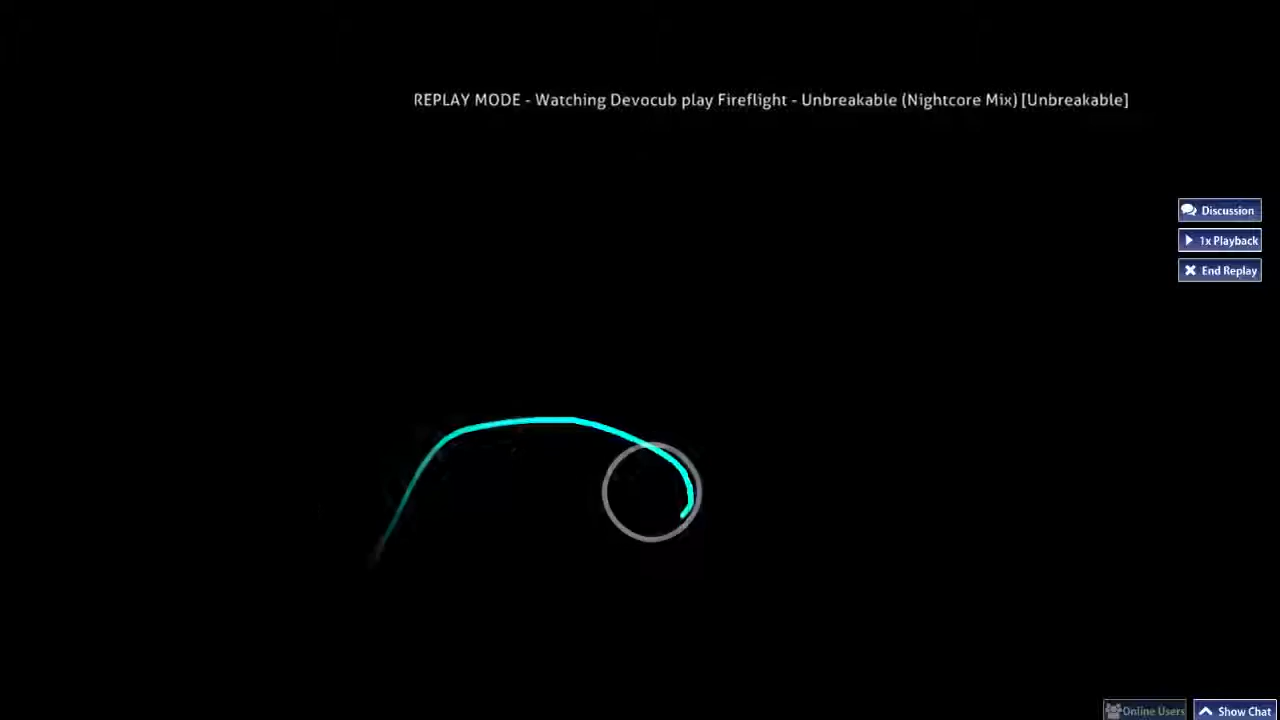 REPLAY MODE - Watching Devocub play Fireflight - Unbreakable (Nightcore Mix) [Unbreakable]
Discussion
1x Playback
End Replay
Online Users
Show Chat